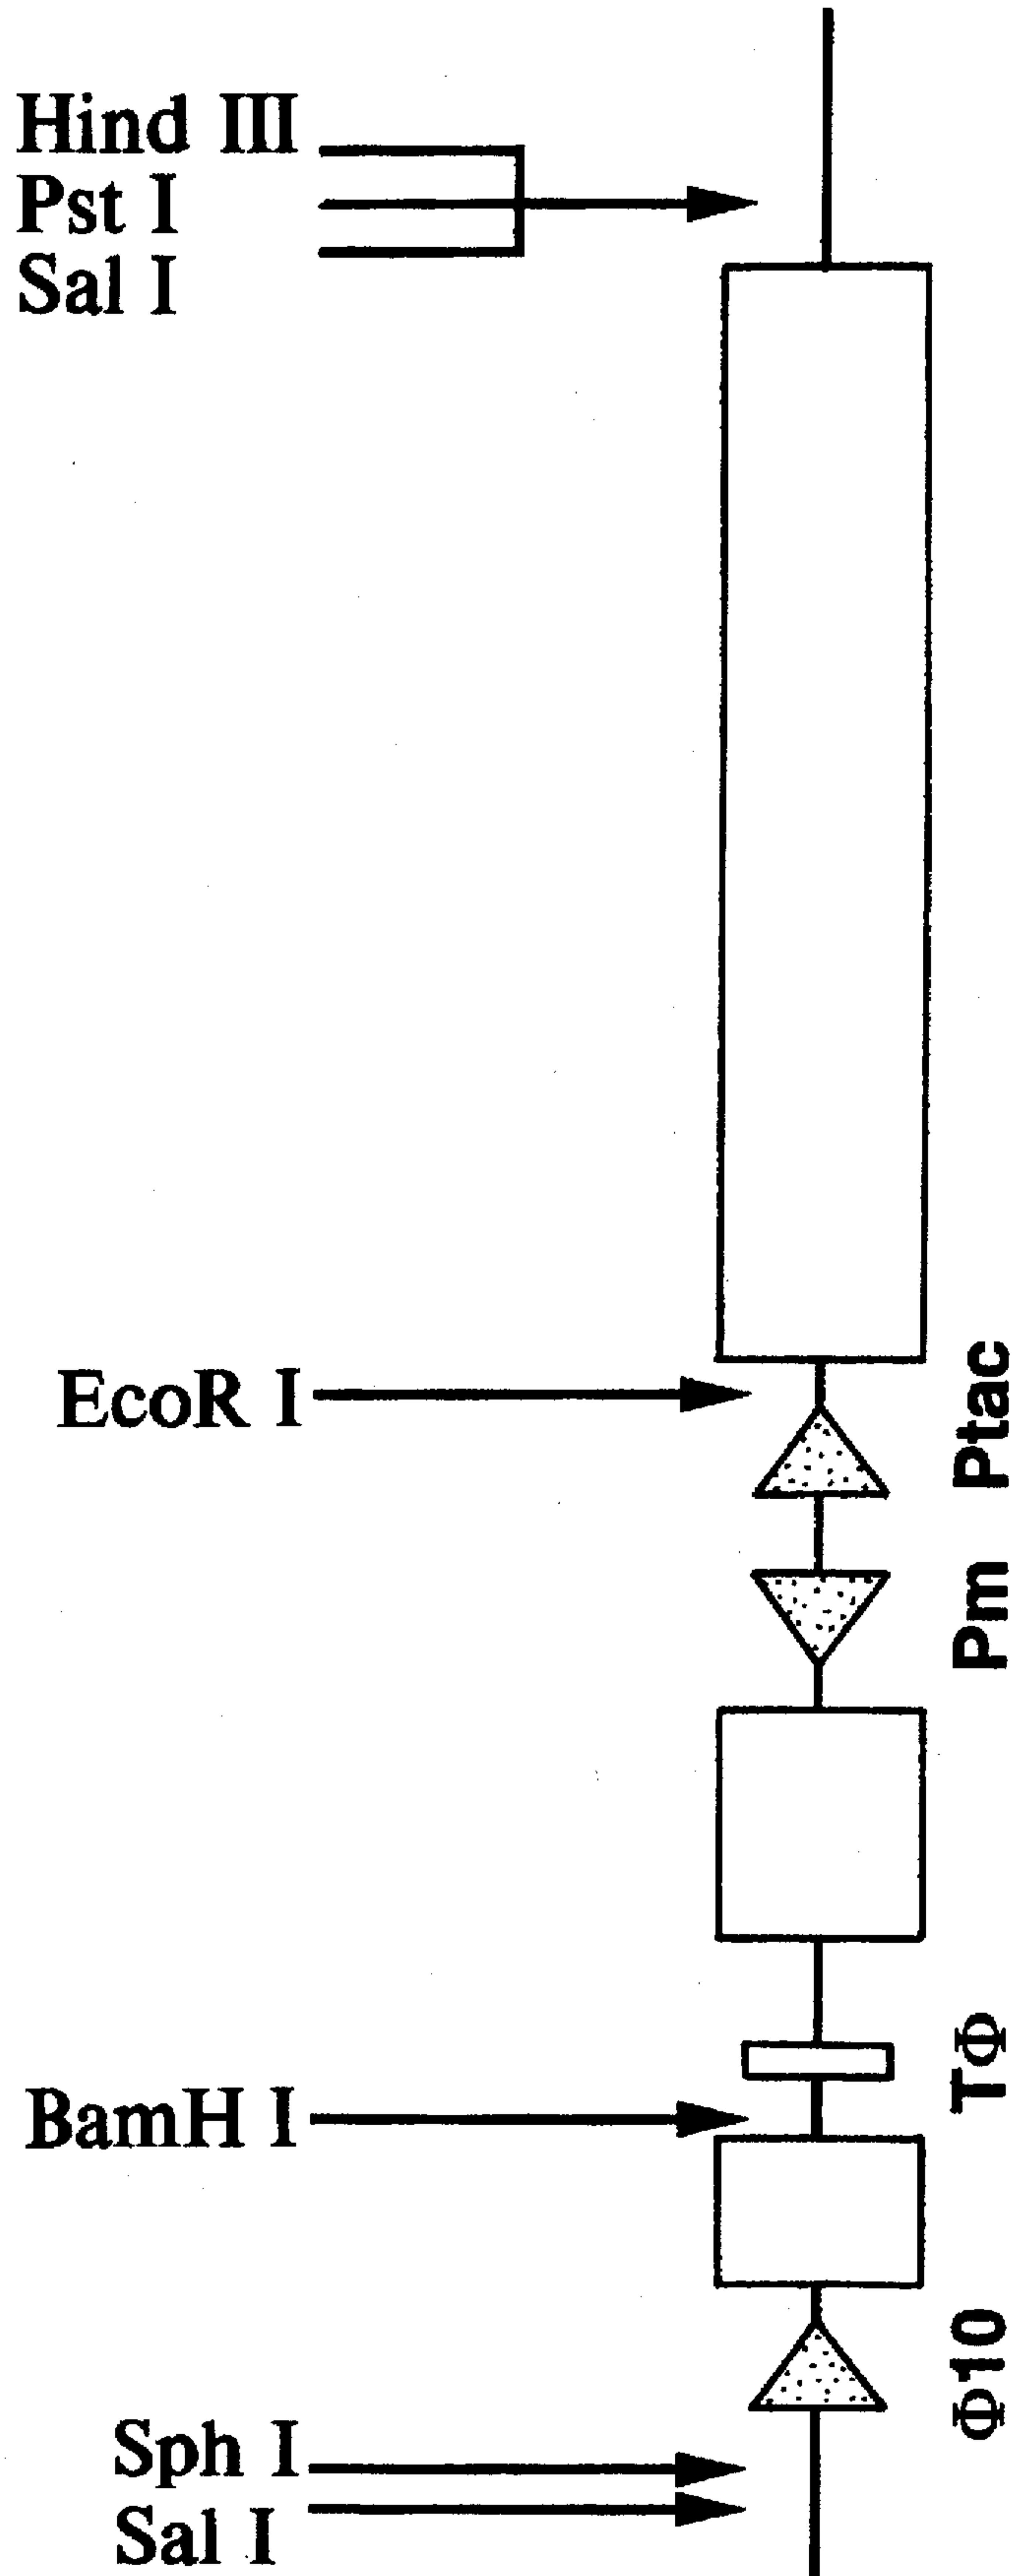 Hind III
Pst I
Sal I
EcoR I
Ptac
Pm
TΦ
BamH I
Φ10
Sph I
Sal I